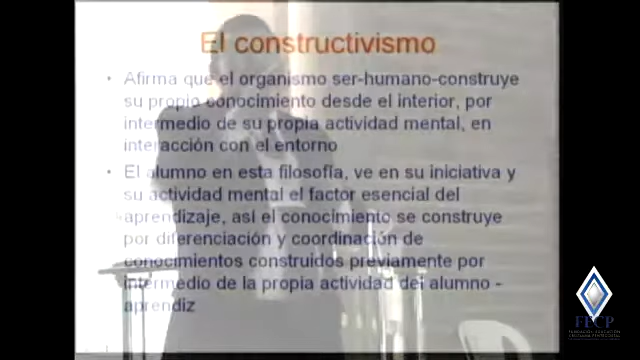 El constructivismo
• Afirma que el organismo ser-humano-construye
su propio conocimiento desde el interior, por
intermedio de su propia actividad mental, en
interacción con el entorno
• El alumno en esta filosofía, ve en su iniciativa y
su actividad mental el factor esencial del
aprendizaje, así el conocimiento se construye
por diferenciación y coordinación de
conocimientos construidos previamente por
intermedio de la propia actividad del alumno -
aprendiz
FECP